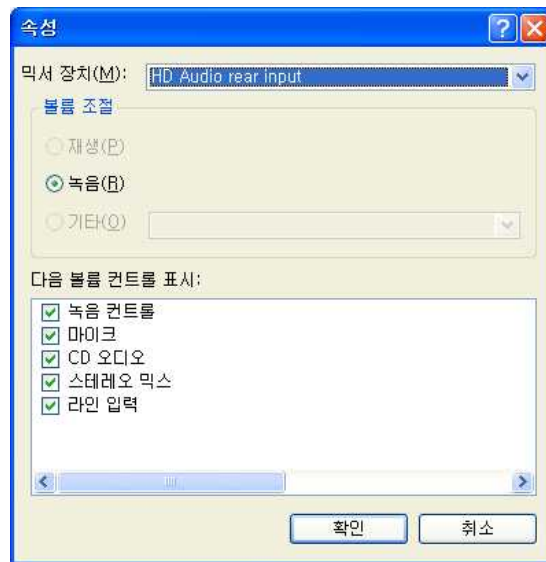 속성
믹서 장치(M): HD Audio rear input
볼륨 조절
재생(P)
녹음(R)
기타(O)
다음 볼륨 컨트롤 표시:
녹음 컨트롤
마이크
CD 오디오
스테레오 믹스
라인 입력
확인 취소